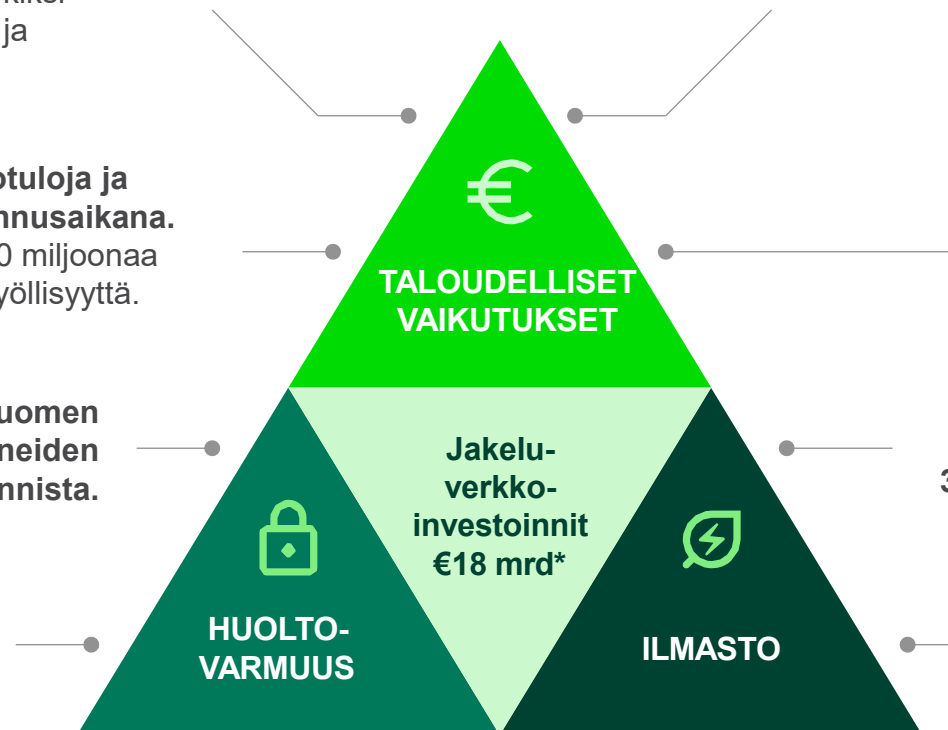 ja
otuloja ja
nnusaikana.
0 miljoonaa
yöllisyyttä.
€
TALOUDELLISET
VAIKUTUKSET
uomen
neiden
nnista.
Jakelu-
verkko-
investoinnit
€18 mrd*
3
HUOLTO-
VARMUUS
ILMASTO